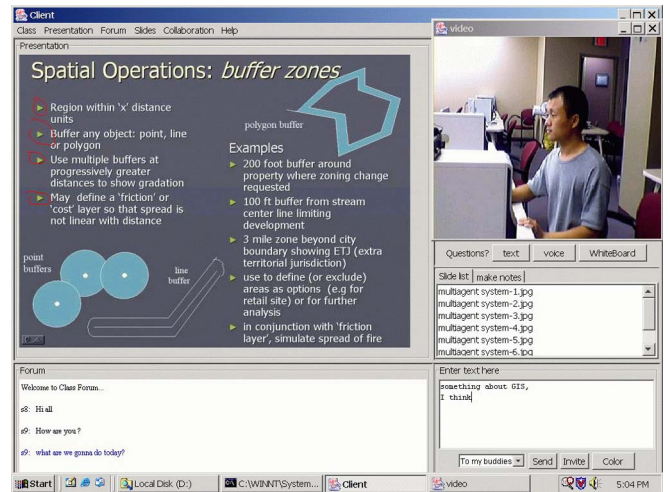 Client
Class Presentation Forum Slides Collaboration Help
Presentation
Spatial Operations: buffer zones
Region within 'x' distance
units
Buffer any object: point, line
or polygon
Use multiple buffers at
progressively greater
distances to show gradation
May define a 'friction' or
'cost' layer so that spread is
not linear with distance
point
buffers
line
buffer
polygon buffer
Examples
200 foot buffer around
property where zoning change
requested
100 ft buffer from stream
center line limiting
development
3 mile zone beyond city
boundary showing ETJ (extra
territorial jurisdiction)
use to define (or exclude)
areas as options (e.g for
retail site) or for further
analysis
in conjunction with 'friction
layer', simulate spread of fire
video
Questions? text voice WhiteBoard
Slide list make notes
multiagent system-1.jpg
multiagent system-2.jpg
multiagent system-3.jpg
multiagent system-4.jpg
multiagent system-5.jpg
multiagent system-6.jpg
Forum
Welcome to Class Forum...
s8: Hi all
s9: How are you?
s9: what are we gonna do today?
Enter text here
something about GIS,
I think
To my buddies Send Invite Color
Start Local Disk (D:) C:\WINNT\System... Client video 5:04 PM